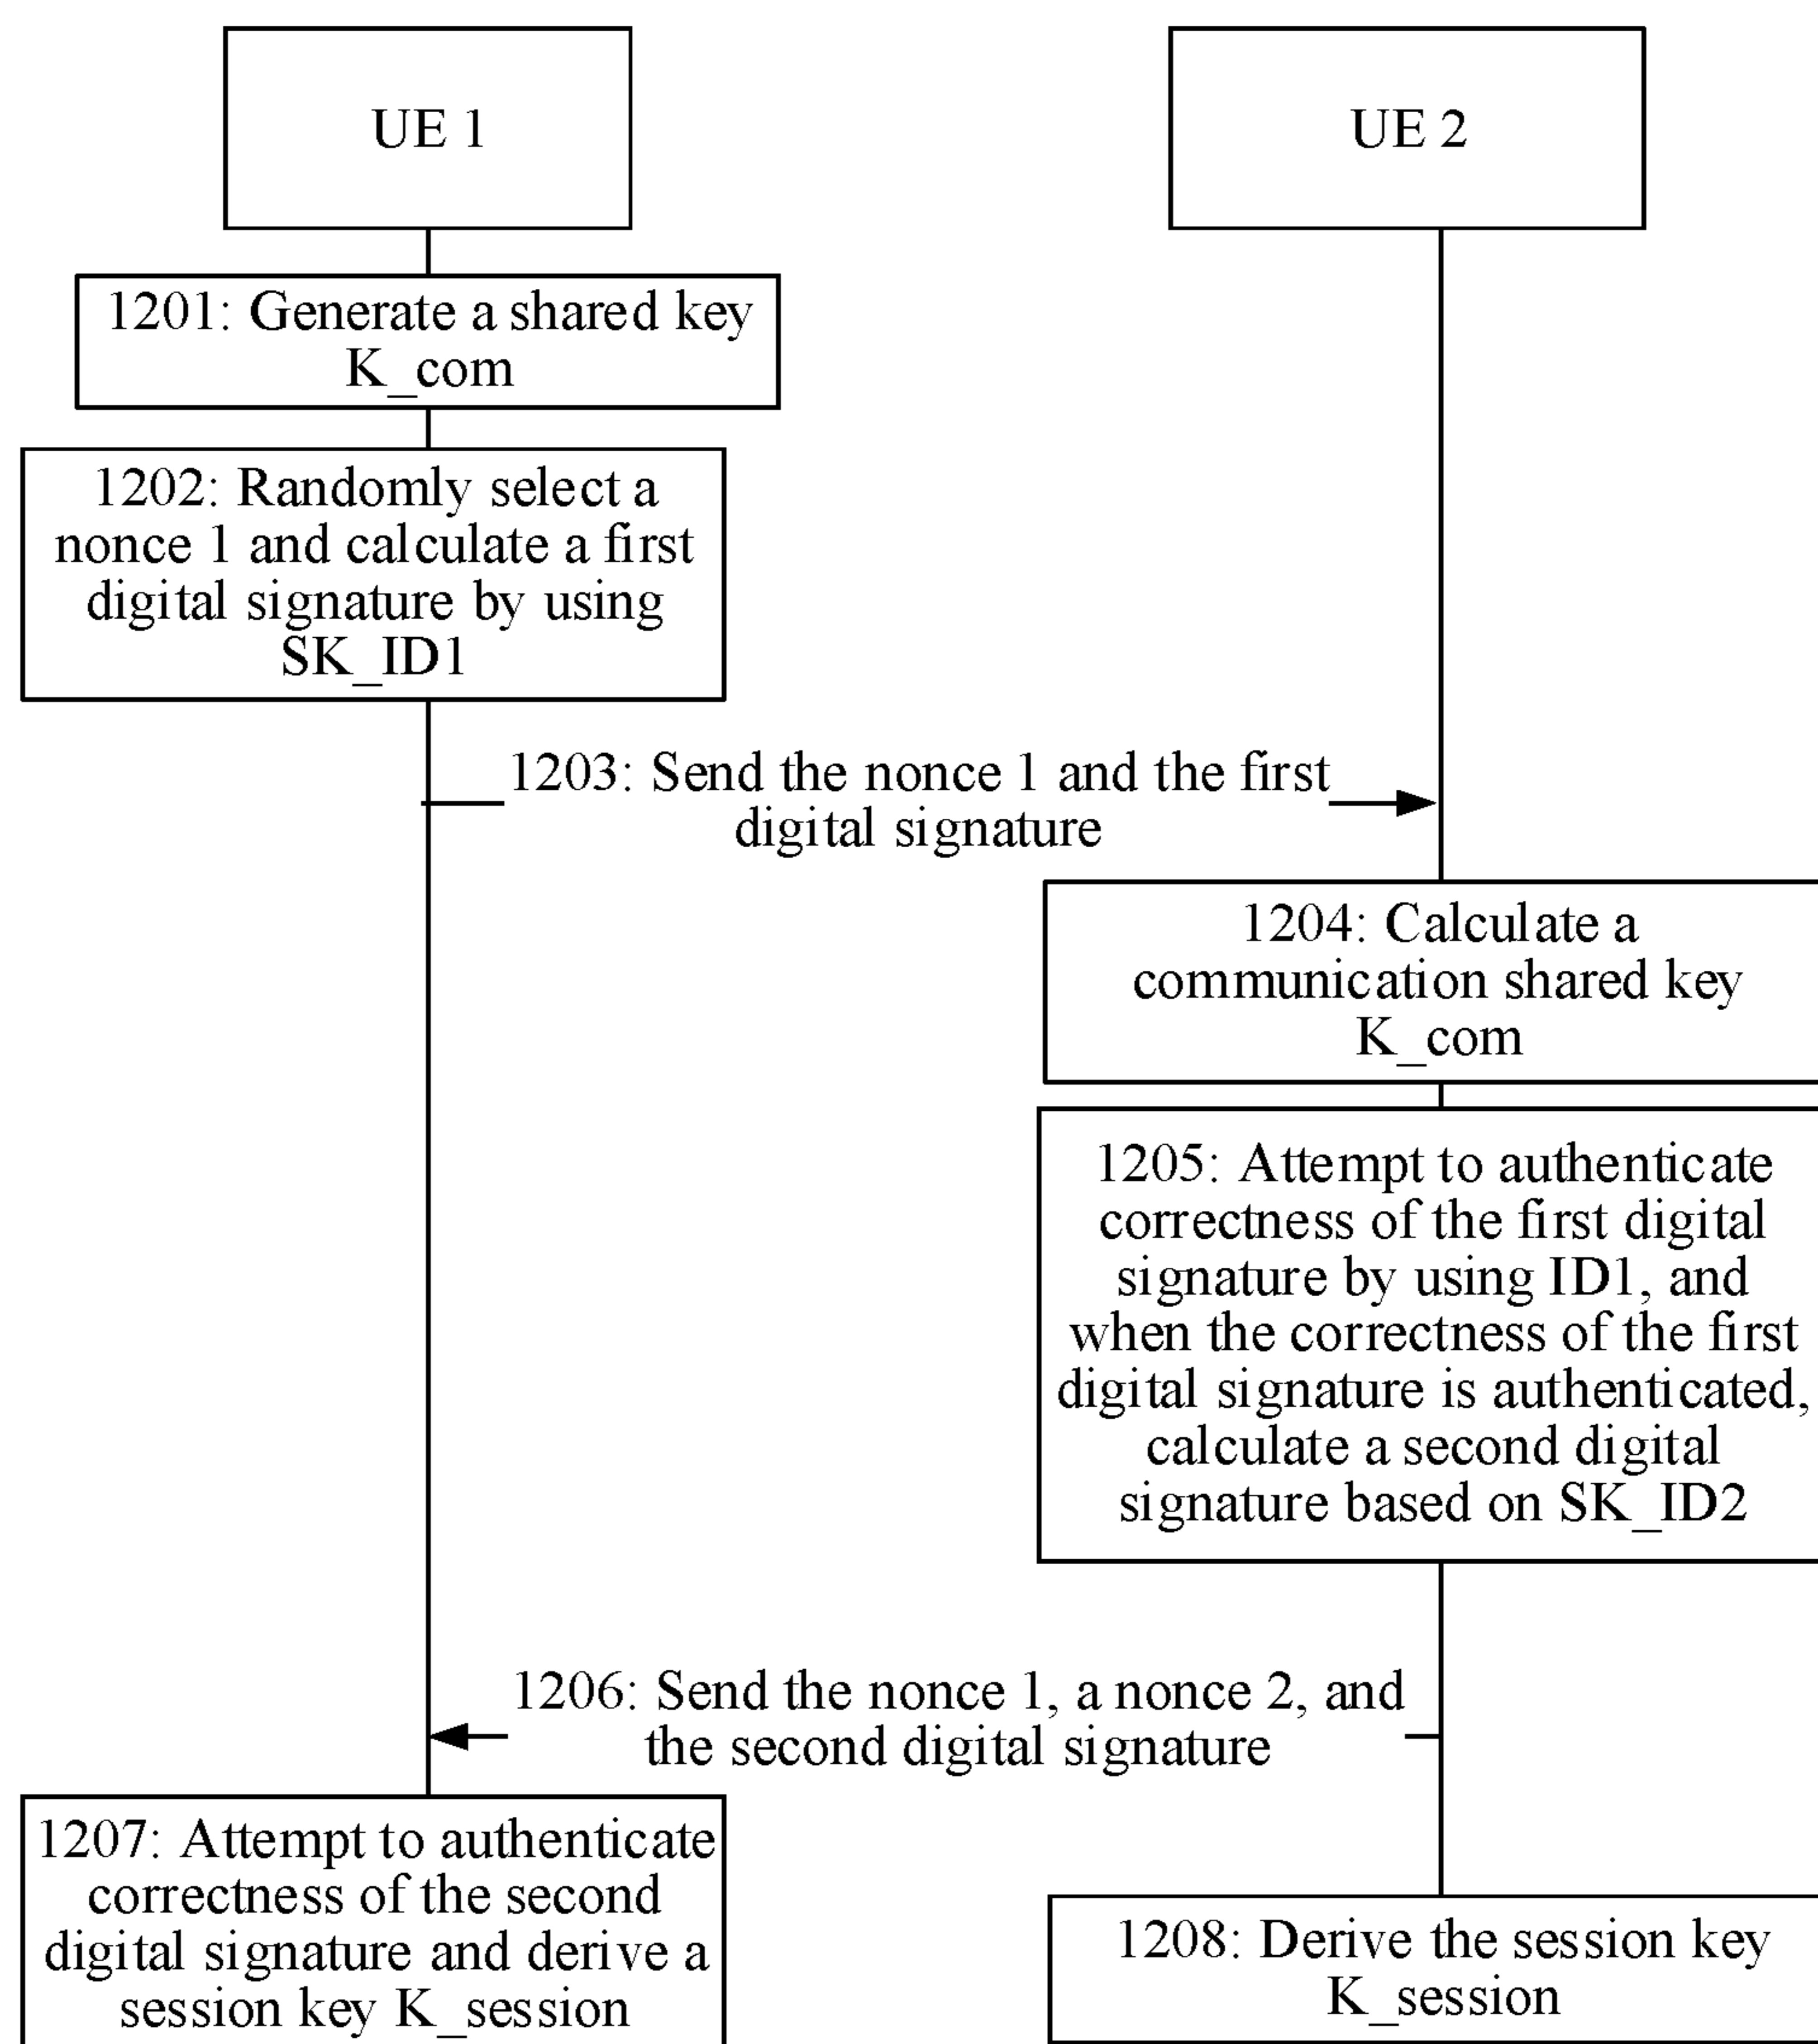 UE 1
UE 2
1201: Generate a shared key
K_com
1202: Randomly select a
nonce 1 and calculate a first
digital signature by using
SK_ID1
1203: Send the nonce 1 and the first
digital signature
1204: Calculate a
communication shared key
K_com
1205: Attempt to authenticate
correctness of the first digital
signature by using ID1, and
when the correctness of the first
digital signature is authenticated,
calculate a second digital
signature based on SK_ID2
1206: Send the nonce 1, a nonce 2, and
the second digital signature
1207: Attempt to authenticate
correctness of the second
digital signature and derive a
session key K_session
1208: Derive the session key
K_session